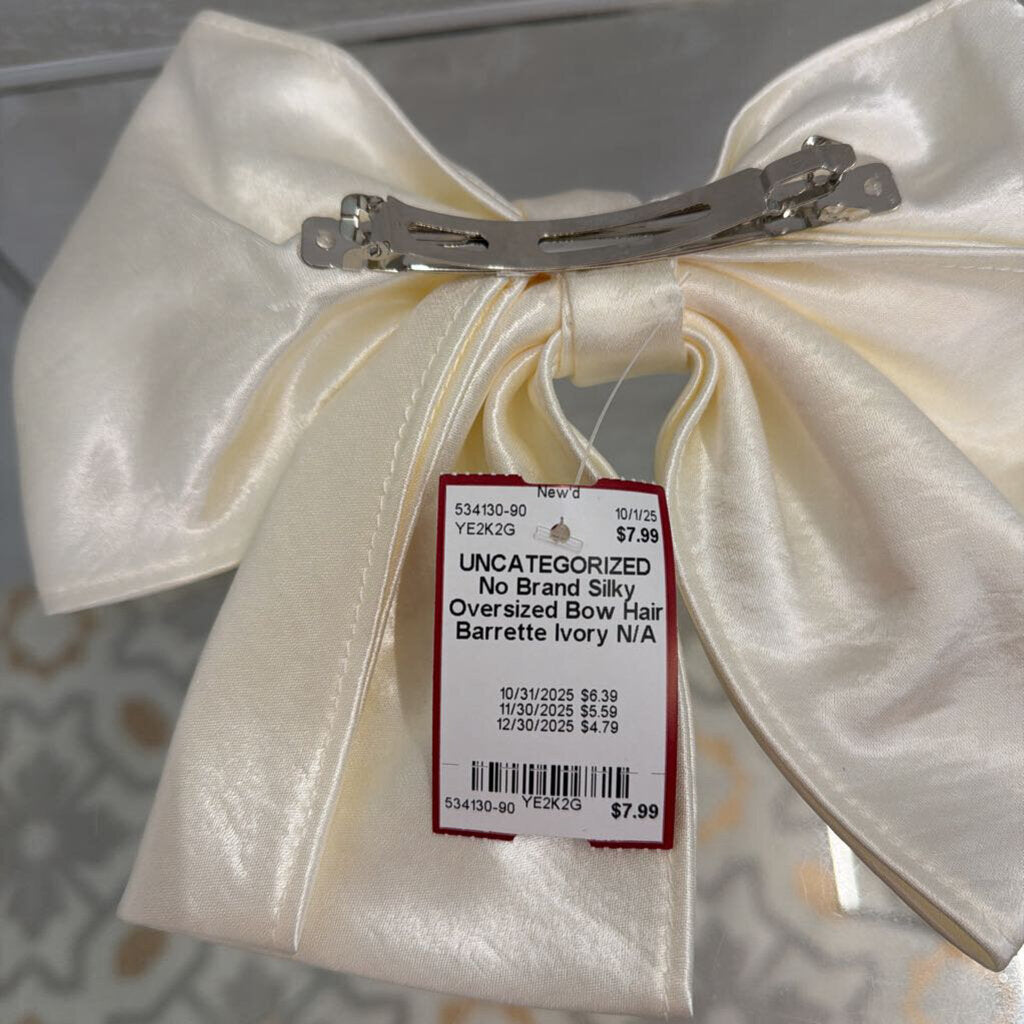 New'd
534130-90 10/1/25
YE2K2G $7.99
UNCATEGORIZED
No Brand Silky
Oversized Bow Hair
Barrette Ivory N/A
10/31/2025 $6.39
11/30/2025 $5.59
12/30/2025 $4.79
534130-90 YE2K2G $7.99